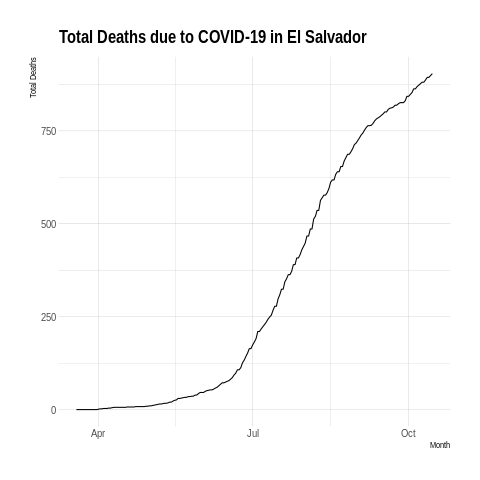 Total Deaths due to COVID-19 in El Salvador
Total Deaths
750
500
250
0
Apr
Jul
Oct
Month